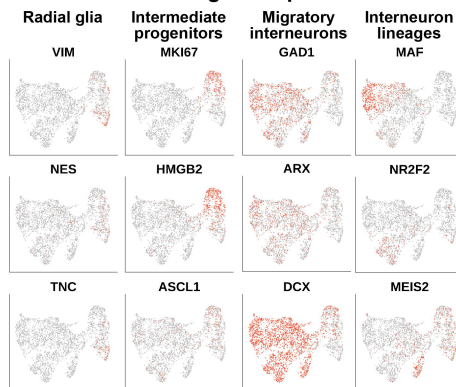 Radial glia
Intermediate
progenitors
Migratory
interneurons
Interneuron
lineages
VIM
MKI67
GAD1
MAF
NES
HMGB2
ARX
NR2F2
TNC
ASCL1
DCX
MEIS2